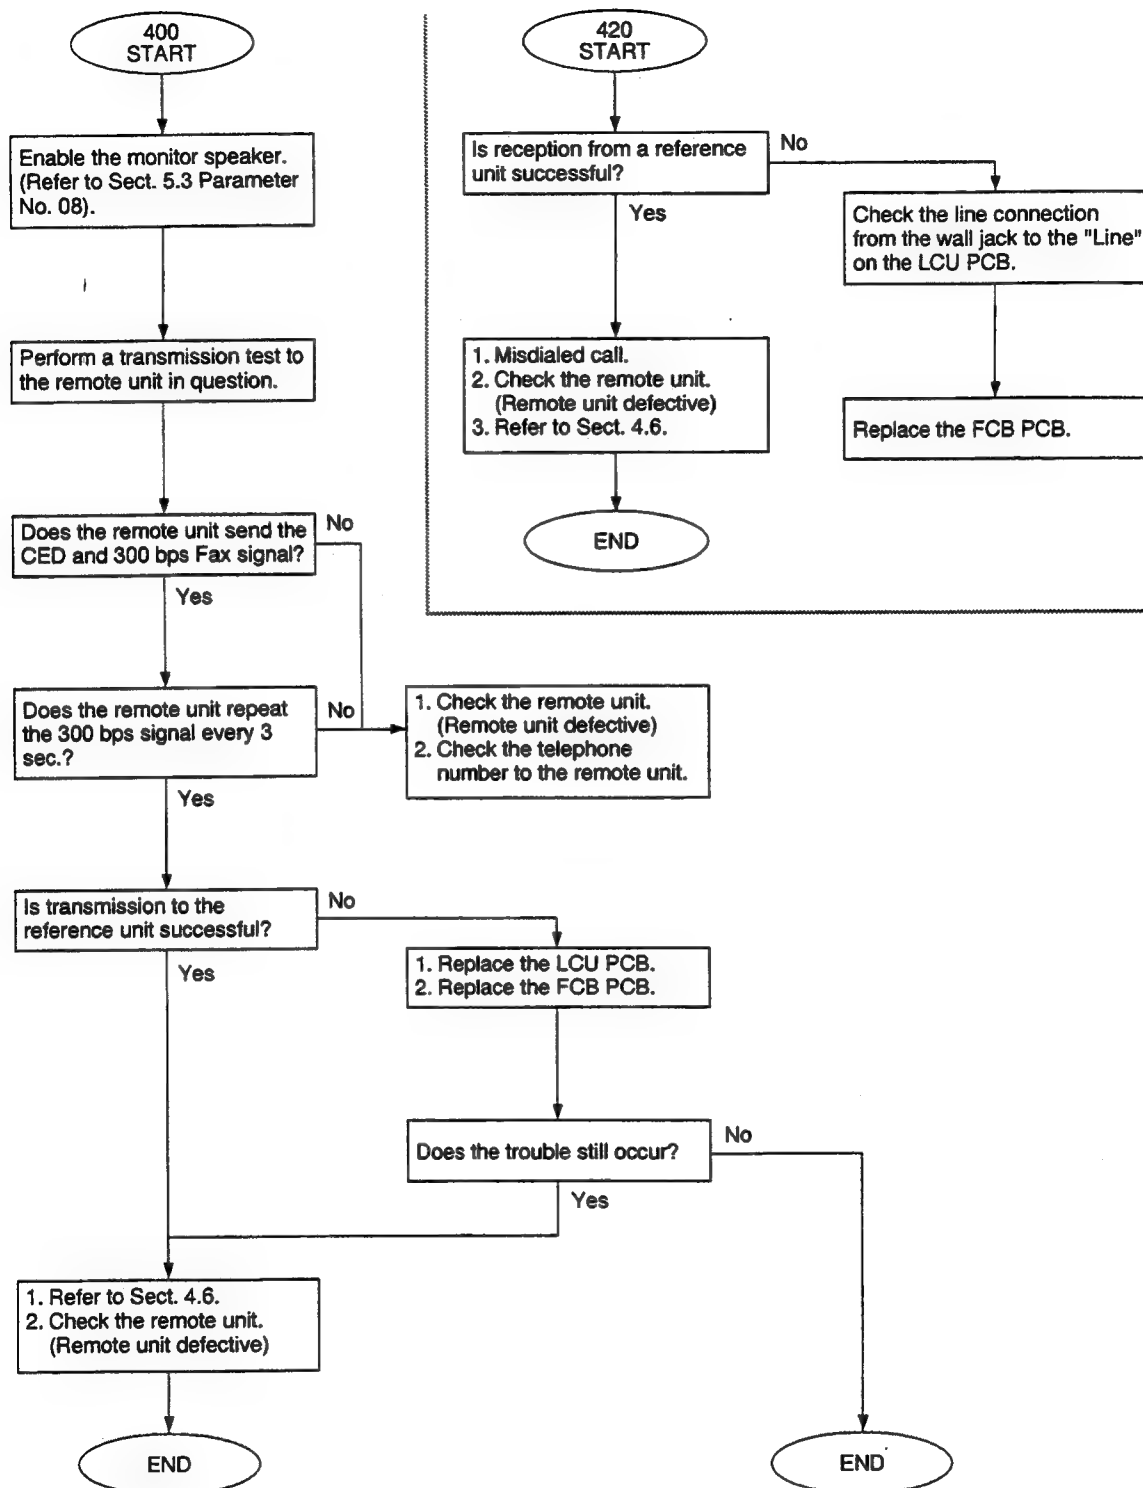 400
START
Enable the monitor speaker.
(Refer to Sect. 5.3 Parameter
No. 08).
Perform a transmission test to
the remote unit in question.
Does the remote unit send the
CED and 300 bps Fax signal?
No
Yes
Does the remote unit repeat
the 300 bps signal every 3
sec.?
No
Yes
1. Check the remote unit.
(Remote unit defective)
2. Check the telephone
number to the remote unit.
Is transmission to the
reference unit successful?
No
Yes
1. Replace the LCU PCB.
2. Replace the FCB PCB.
Does the trouble still occur?
No
Yes
1. Refer to Sect. 4.6.
2. Check the remote unit.
(Remote unit defective)
END
END
420
START
Is reception from a reference
unit successful?
No
Yes
Check the line connection
from the wall jack to the "Line"
on the LCU PCB.
Replace the FCB PCB.
1. Misdialed call.
2. Check the remote unit.
(Remote unit defective)
3. Refer to Sect. 4.6.
END